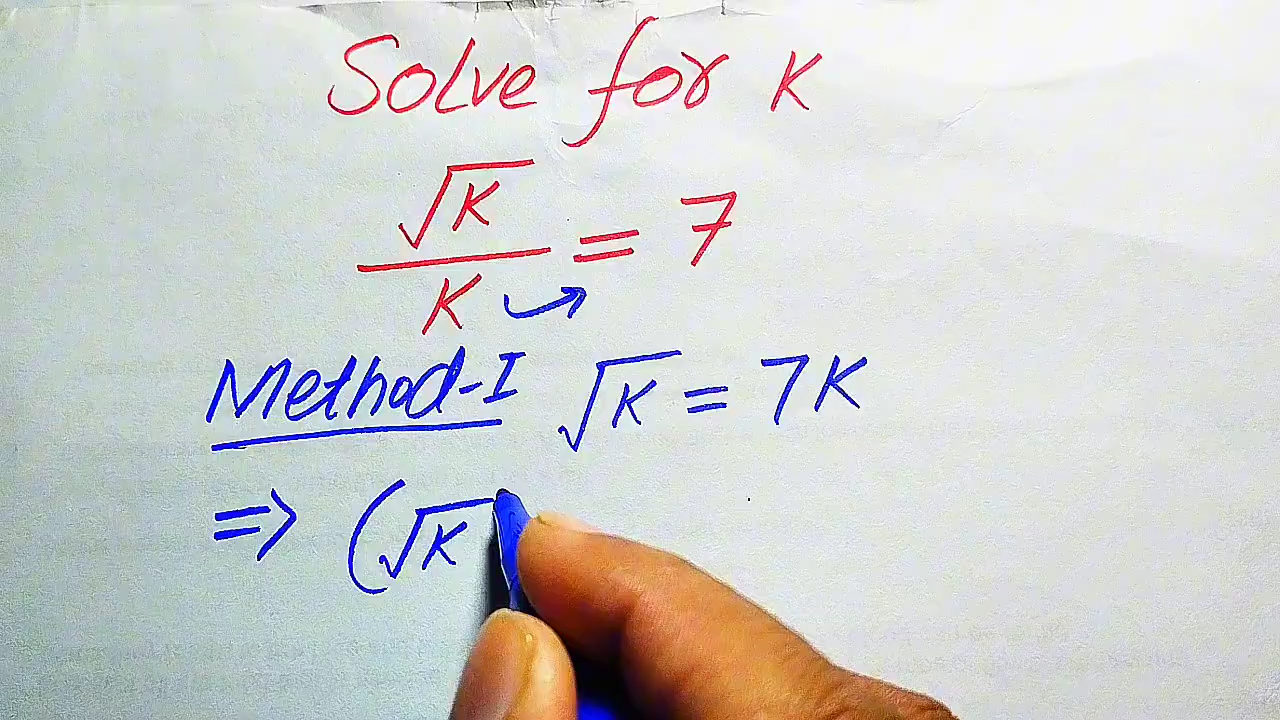 Solve for K
√K / K = 7
Method-I √K = 7K
⇒ (√K